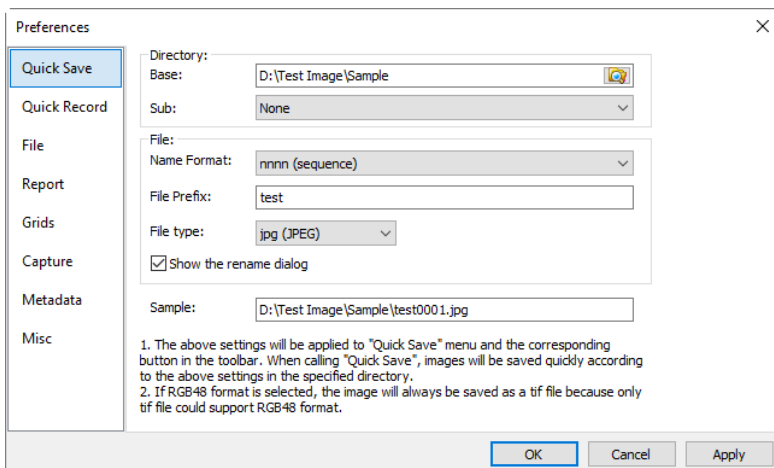 Preferences
Quick Save
Quick Record
File
Report
Grids
Capture
Metadata
Misc
Directory:
Base: D:\Test Image\Sample
Sub: None
File:
Name Format: nnnn (sequence)
File Prefix: test
File type: jpg (JPEG)
Show the rename dialog
Sample: D:\Test Image\Sample\test0001.jpg
1. The above settings will be applied to "Quick Save" menu and the corresponding
button in the toolbar. When calling "Quick Save", images will be saved quickly according
to the above settings in the specified directory.
2. If RGB48 format is selected, the image will always be saved as a tif file because only
tif file could support RGB48 format.
OK Cancel Apply